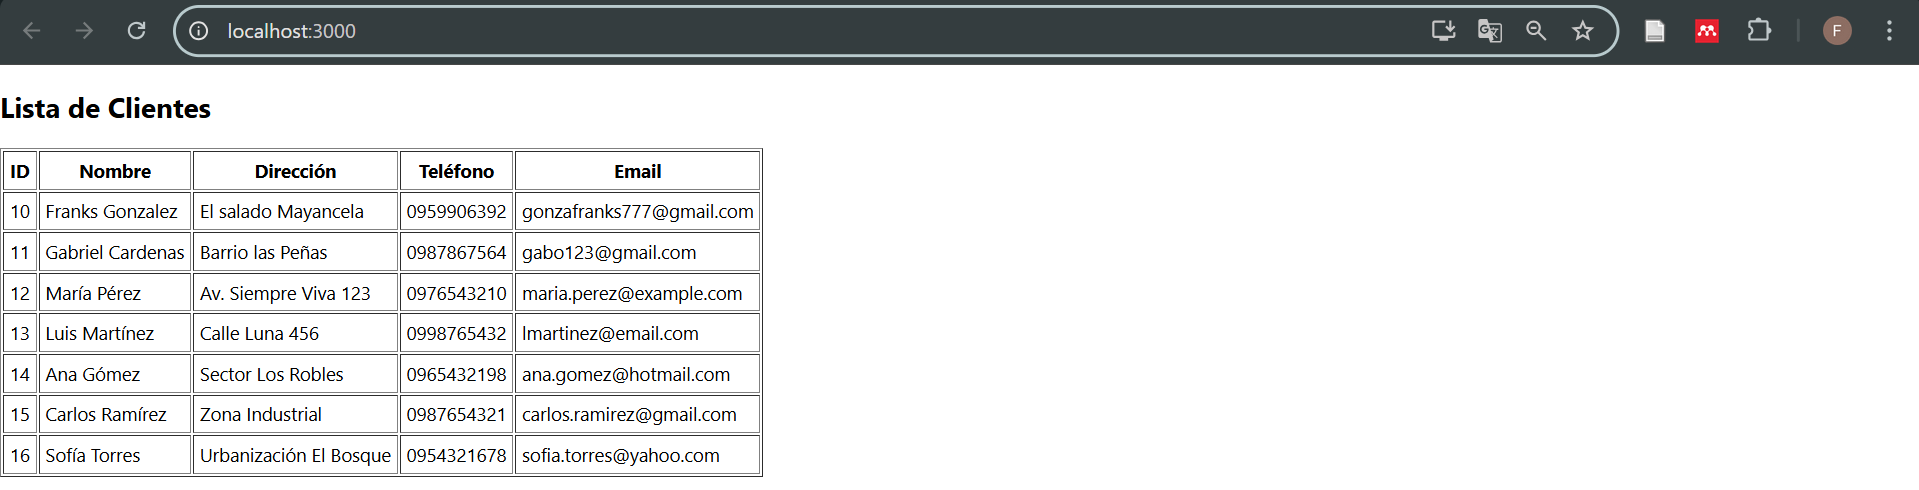 localhost:3000
F
Lista de Clientes
ID Nombre Dirección Teléfono Email
10 Franks Gonzalez El salado Mayancela 0959906392 gonzafranks777@gmail.com
11 Gabriel Cardenas Barrio las Peñas 0987867564 gabo123@gmail.com
12 María Pérez Av. Siempre Viva 123 0976543210 maria.perez@example.com
13 Luis Martínez Calle Luna 456 0998765432 lmartinez@email.com
14 Ana Gómez Sector Los Robles 0965432198 ana.gomez@hotmail.com
15 Carlos Ramírez Zona Industrial 0987654321 carlos.ramirez@gmail.com
16 Sofía Torres Urbanización El Bosque 0954321678 sofia.torres@yahoo.com